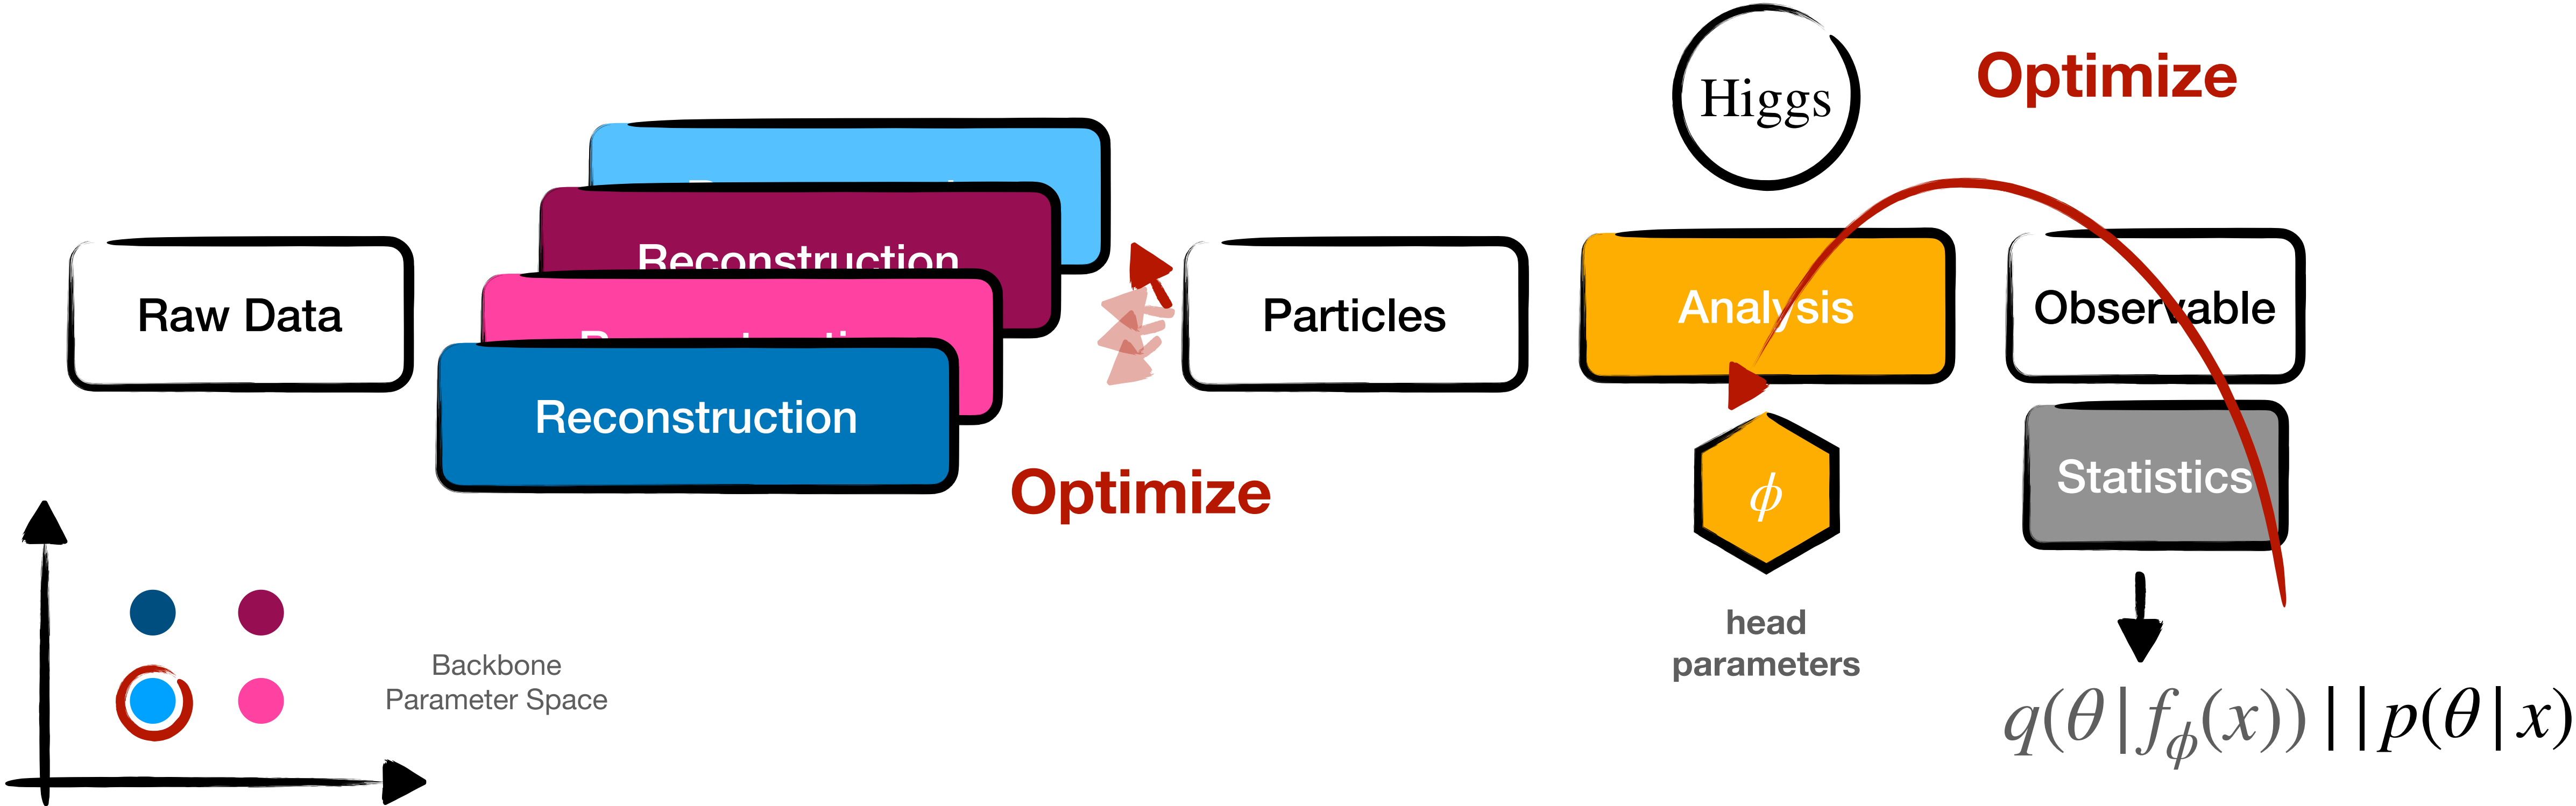 Higgs
Optimize
Reconstruction
Raw Data
Particles
Analysis
Observable
Reconstruction
Optimize
ϕ
Statistics
head
parameters
Backbone
Parameter Space
q(θ|f_ϕ(x))||p(θ|x)